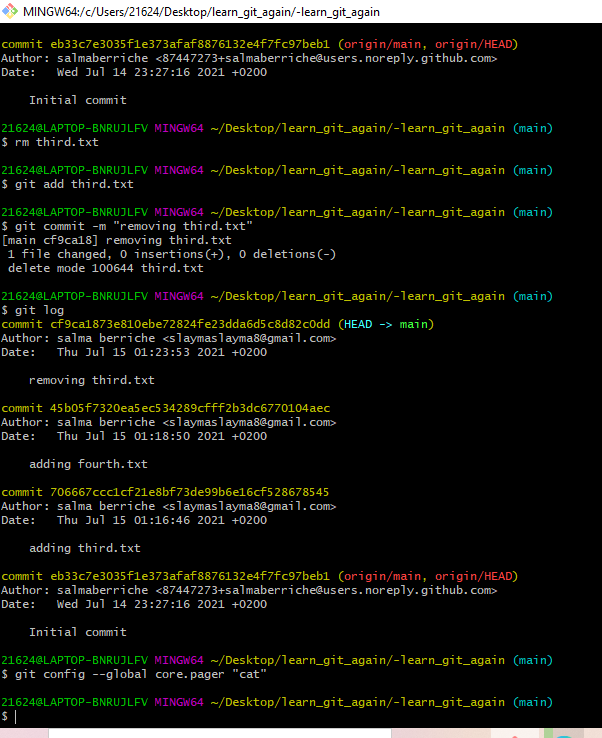 MINGW64:/c/Users/21624/Desktop/learn_git_again/-learn_git_again
commit eb33c7e3035f1e373afaf8876132e4f7fc97beb1 (origin/main, origin/HEAD)
Author: salmaberriche <87447273+salmaberriche@users.noreply.github.com>
Date:   Wed Jul 14 23:27:16 2021 +0200
    Initial commit
21624@LAPTOP-BNRUJLFV MINGW64 ~/Desktop/learn_git_again/-learn_git_again (main)
$ rm third.txt
21624@LAPTOP-BNRUJLFV MINGW64 ~/Desktop/learn_git_again/-learn_git_again (main)
$ git add third.txt
21624@LAPTOP-BNRUJLFV MINGW64 ~/Desktop/learn_git_again/-learn_git_again (main)
$ git commit -m "removing third.txt"
[main cf9ca18] removing third.txt
 1 file changed, 0 insertions(+), 0 deletions(-)
 delete mode 100644 third.txt
21624@LAPTOP-BNRUJLFV MINGW64 ~/Desktop/learn_git_again/-learn_git_again (main)
$ git log
commit cf9ca1873e810ebe72824fe23dda6d5c8d82c0dd (HEAD -> main)
Author: salma berriche <slaymaslayma8@gmail.com>
Date:   Thu Jul 15 01:23:53 2021 +0200
    removing third.txt
commit 45b05f7320ea5ec534289cfff2b3dc6770104aec
Author: salma berriche <slaymaslayma8@gmail.com>
Date:   Thu Jul 15 01:18:50 2021 +0200
    adding fourth.txt
commit 706667ccc1cf21e8bf73de99b6e16cf528678545
Author: salma berriche <slaymaslayma8@gmail.com>
Date:   Thu Jul 15 01:16:46 2021 +0200
    adding third.txt
commit eb33c7e3035f1e373afaf8876132e4f7fc97beb1 (origin/main, origin/HEAD)
Author: salmaberriche <87447273+salmaberriche@users.noreply.github.com>
Date:   Wed Jul 14 23:27:16 2021 +0200
    Initial commit
21624@LAPTOP-BNRUJLFV MINGW64 ~/Desktop/learn_git_again/-learn_git_again (main)
$ git config --global core.pager "cat"
21624@LAPTOP-BNRUJLFV MINGW64 ~/Desktop/learn_git_again/-learn_git_again (main)
$